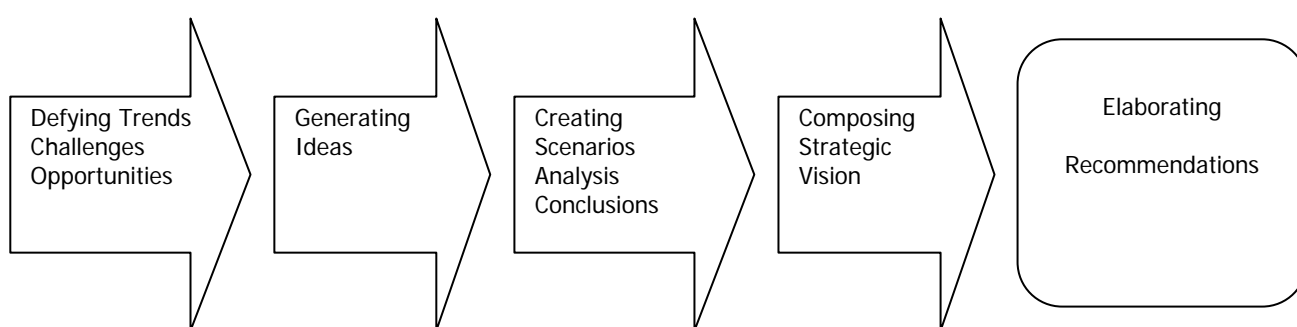 Defying Trends
Challenges
Opportunities
Generating
Ideas
Creating
Scenarios
Analysis
Conclusions
Composing
Strategic
Vision
Elaborating
Recommendations